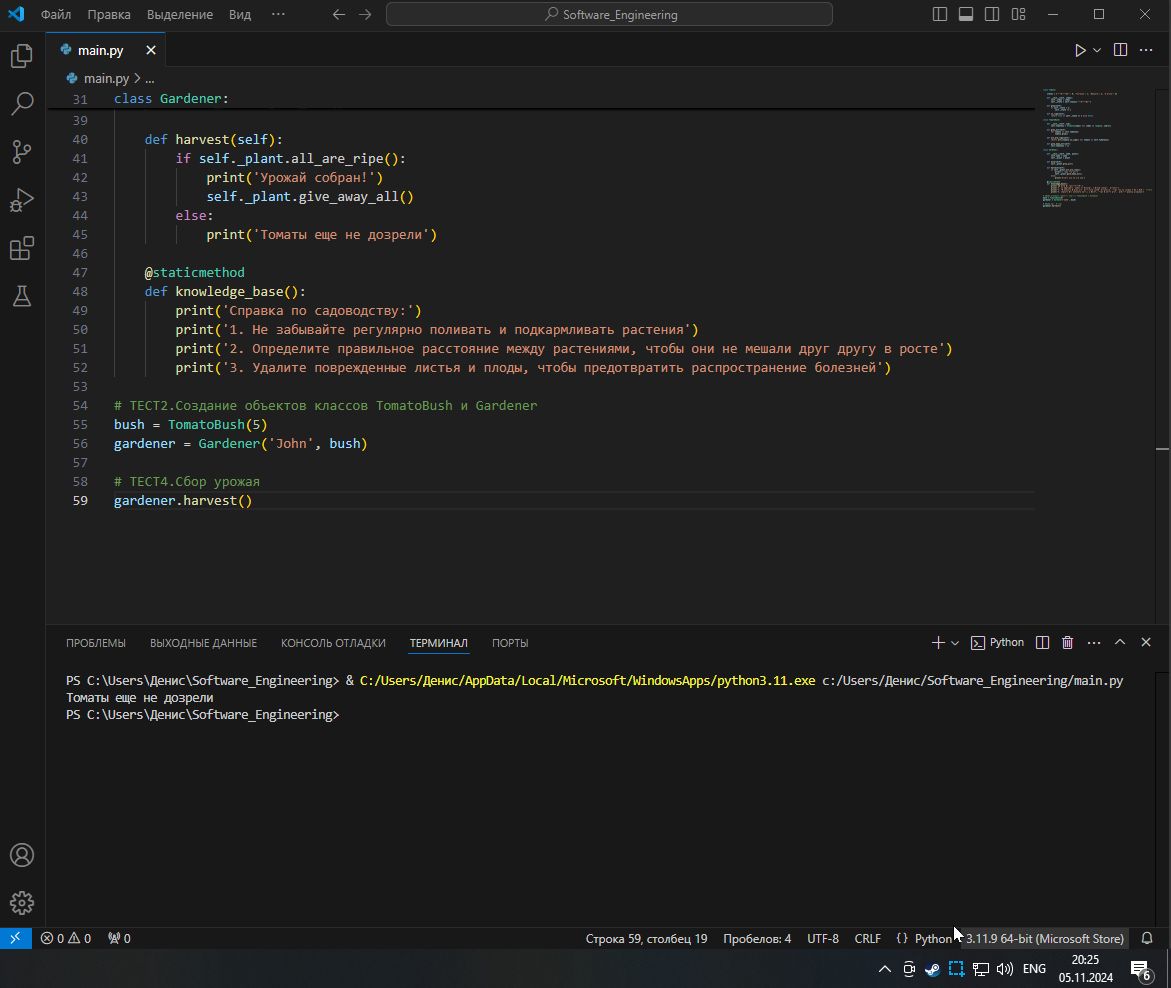 Файл Правка Выделение Вид ··· Software_Engineering
main.py
main.py > ...
31 class Gardener:
39
40 def harvest(self):
41 if self._plant.all_are_ripe():
42 print('Урожай собран!')
43 self._plant.give_away_all()
44 else:
45 print('Томаты еще не дозрели')
46
47 @staticmethod
48 def knowledge_base():
49 print('Справка по садоводству:')
50 print('1. Не забывайте регулярно поливать и подкармливать растения')
51 print('2. Определите правильное расстояние между растениями, чтобы они не мешали друг другу в росте')
52 print('3. Удалите поврежденные листья и плоды, чтобы предотвратить распространение болезней')
53
54 # ТЕСТ2.Создание объектов классов TomatoBush и Gardener
55 bush = TomatoBush(5)
56 gardener = Gardener('John', bush)
57
58 # ТЕСТ4.Сбор урожая
59 gardener.harvest()
ПРОБЛЕМЫ ВЫХОДНЫЕ ДАННЫЕ КОНСОЛЬ ОТЛАДКИ ТЕРМИНАЛ ПОРТЫ Python
PS C:\Users\Денис\Software_Engineering> & C:/Users/Денис/AppData/Local/Microsoft/WindowsApps/python3.11.exe c:/Users/Денис/Software_Engineering/main.py
Томаты еще не дозрели
PS C:\Users\Денис\Software_Engineering>
0 0 0 Строка 59, столбец 19 Пробелов: 4 UTF-8 CRLF {} Python 3.11.9 64-bit (Microsoft Store)
ENG 20:25
05.11.2024 6